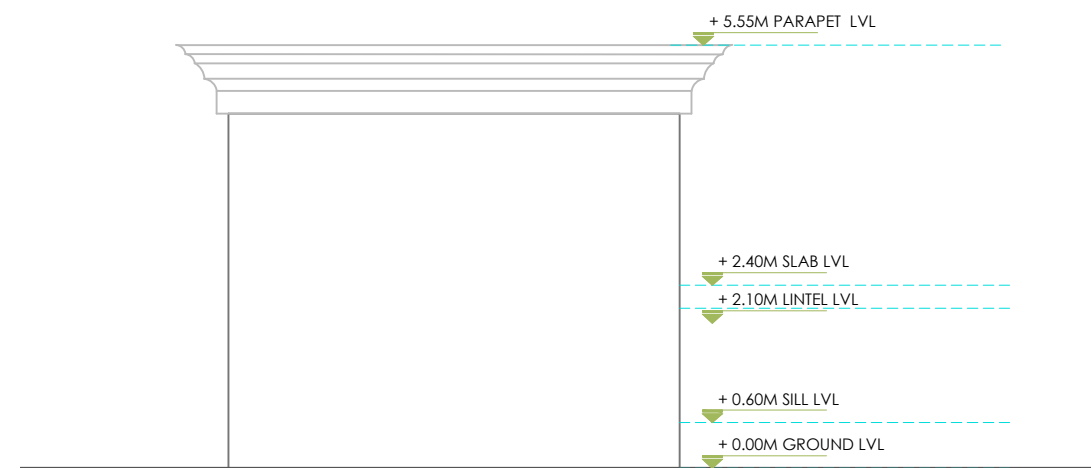 + 5.55M PARAPET LVL
+ 2.40M SLAB LVL
+ 2.10M LINTEL LVL
+ 0.60M SILL LVL
+ 0.00M GROUND LVL